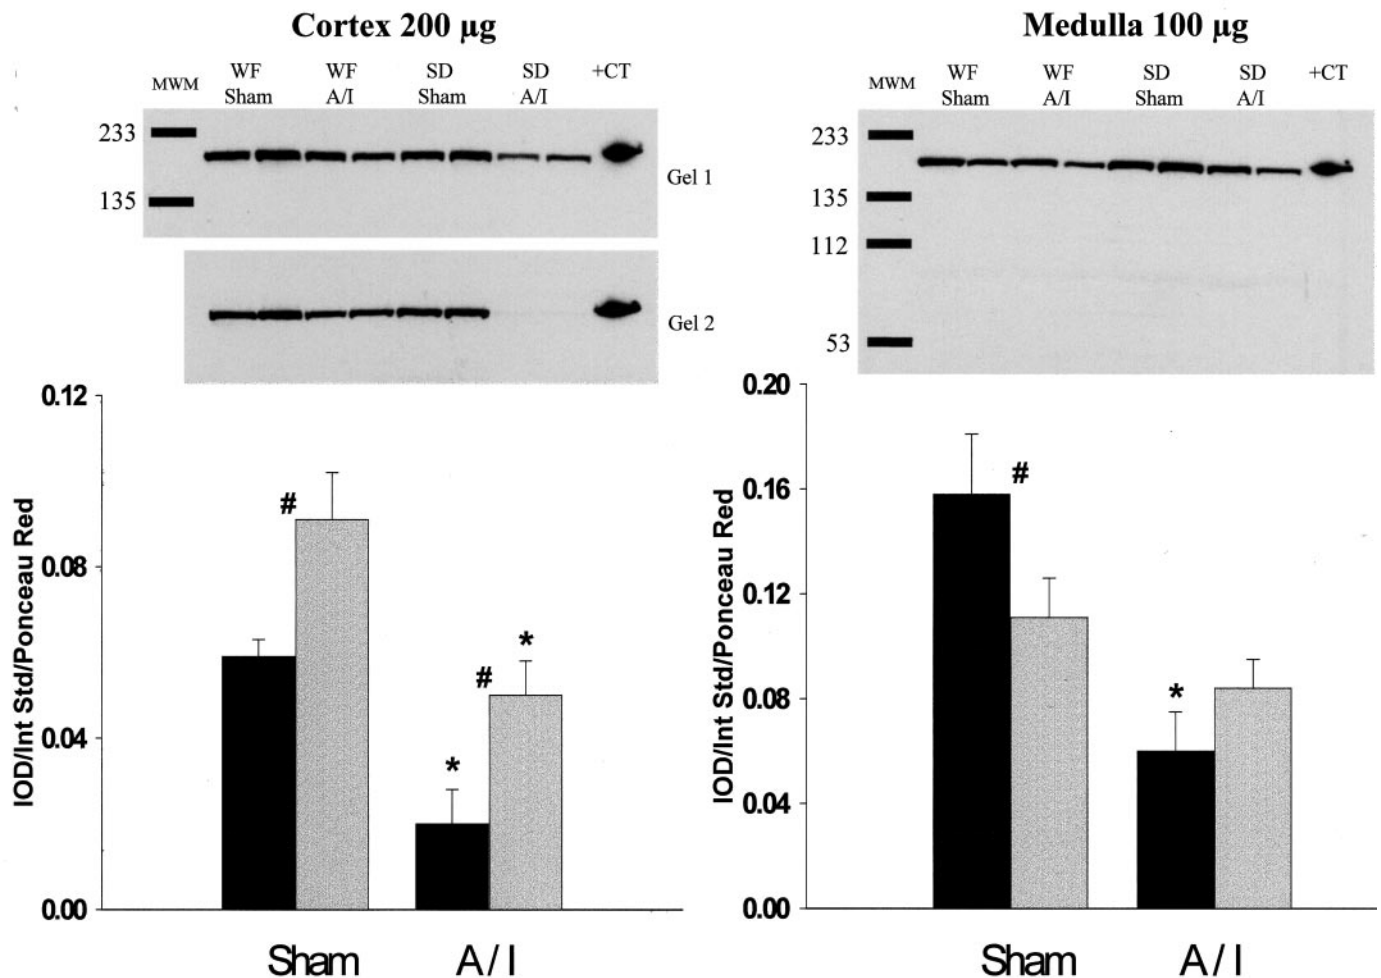 Cortex 200 µg
MWM WF Sham WF A/I SD Sham SD A/I +CT
233
135
Gel 1
Gel 2
0.12
0.08
0.04
0.00
IOD/Int Std/Ponceau Red
#
#
*
*
Sham A/I
Medulla 100 µg
MWM WF Sham WF A/I SD Sham SD A/I +CT
233
135
112
53
0.20
0.16
0.12
0.08
0.04
0.00
IOD/Int Std/Ponceau Red
#
*
Sham A/I